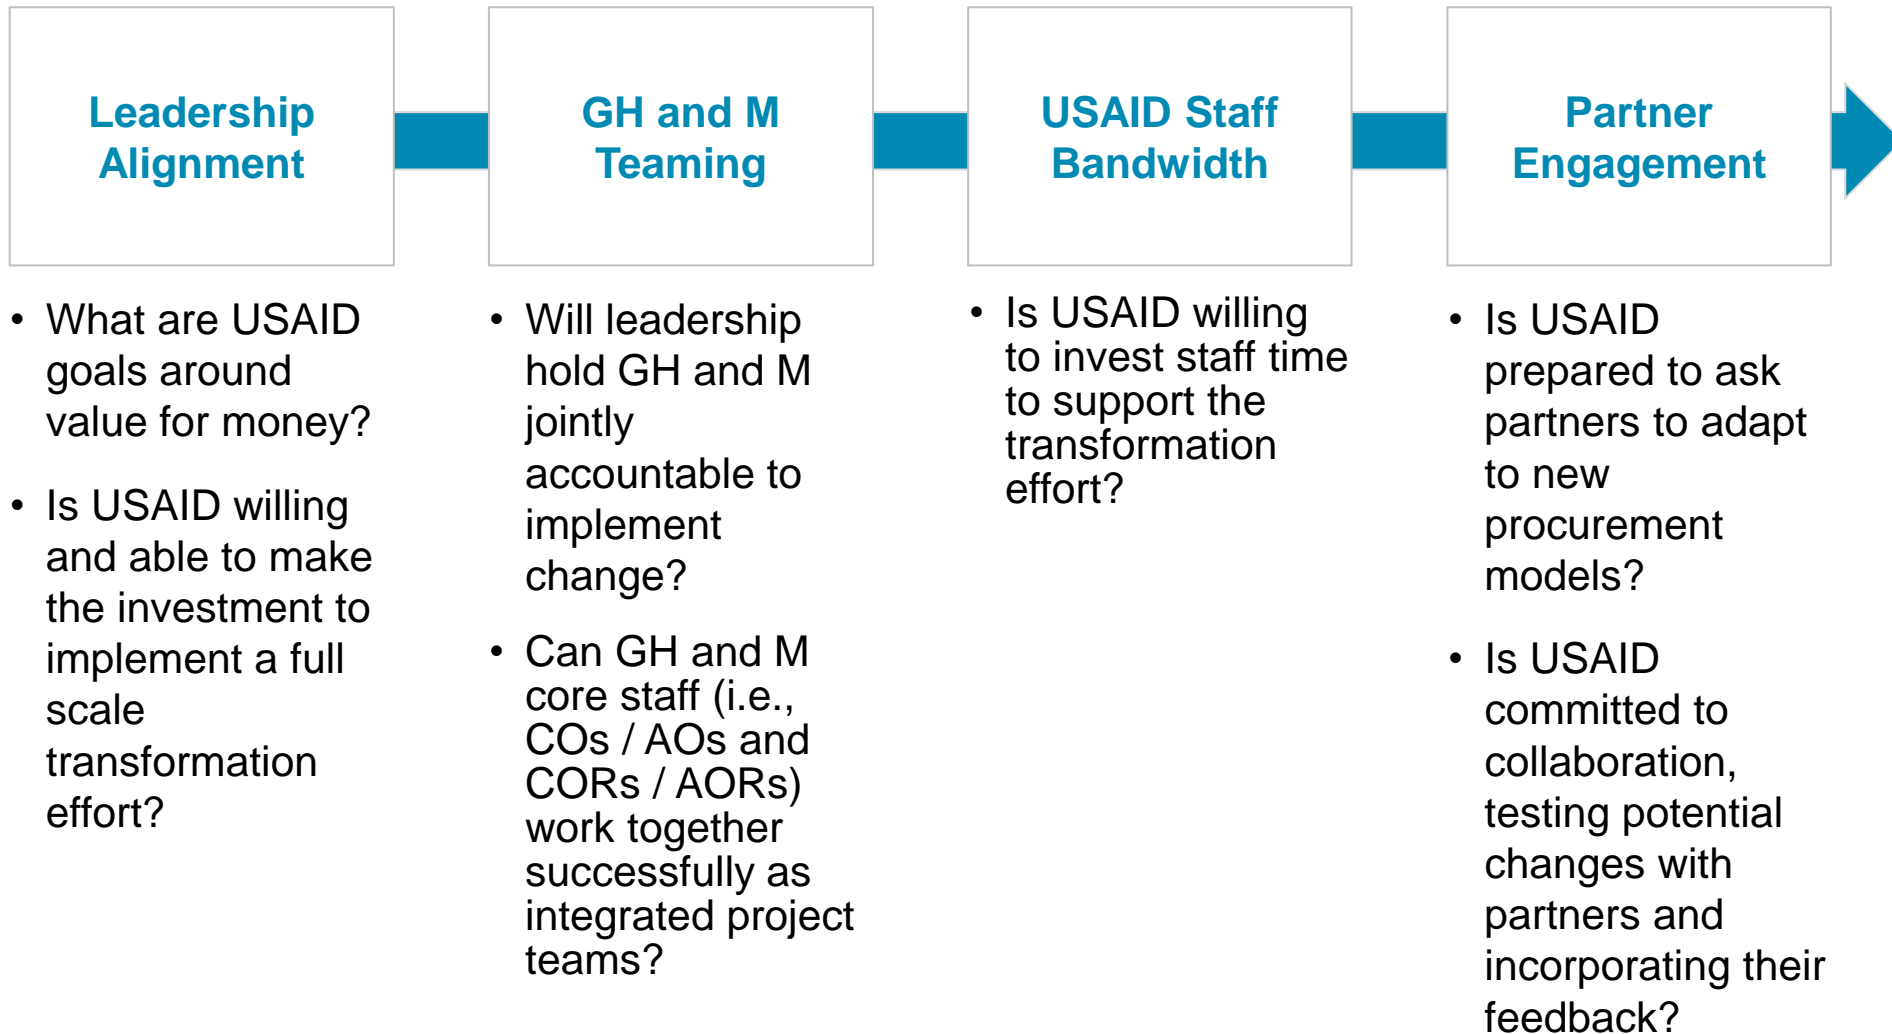 Leadership
Alignment
GH and M
Teaming
USAID Staff
Bandwidth
Partner
Engagement
• What are USAID
goals around
value for money?
• Is USAID willing
and able to make
the investment to
implement a full
scale
transformation
effort?
• Will leadership
hold GH and M
jointly
accountable to
implement
change?
• Can GH and M
core staff (i.e.,
COs / AOs and
CORs / AORs)
work together
successfully as
integrated project
teams?
• Is USAID willing
to invest staff time
to support the
transformation
effort?
• Is USAID
prepared to ask
partners to adapt
to new
procurement
models?
• Is USAID
committed to
collaboration,
testing potential
changes with
partners and
incorporating their
feedback?